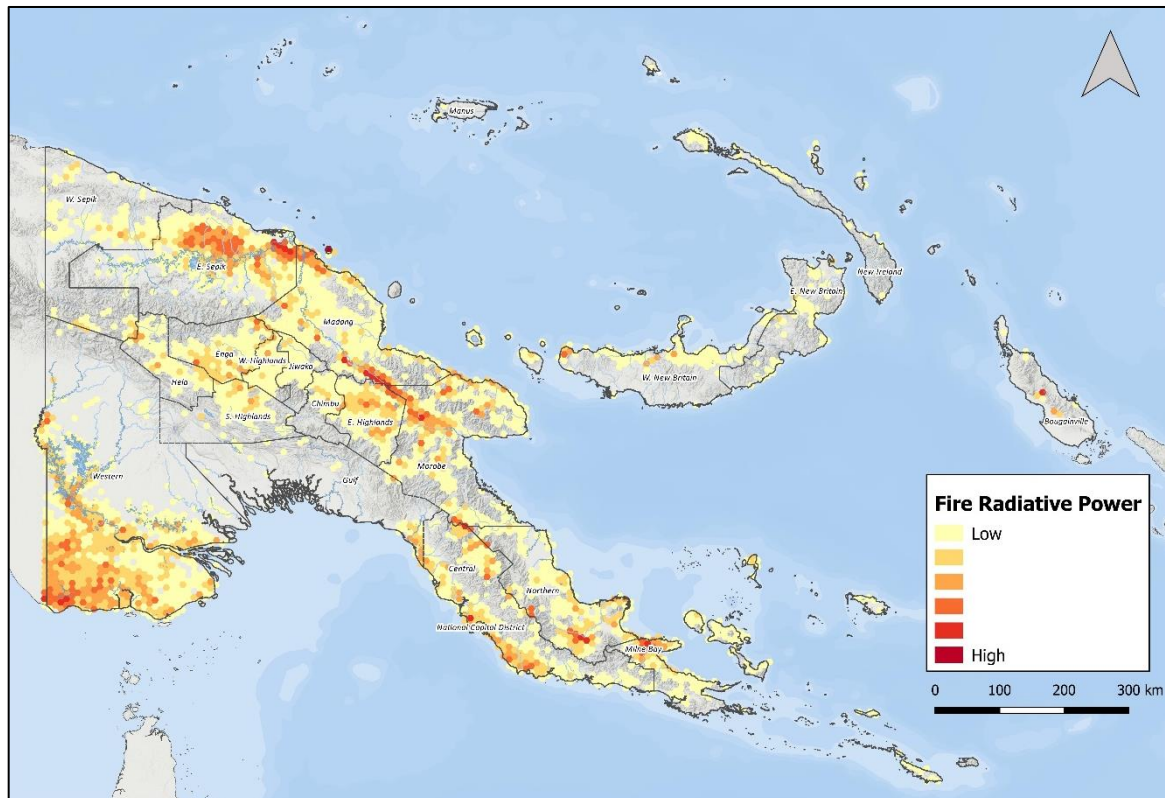 Manus
W. Sepik
E. Sepik
New Ireland
E. New Britain
Madang
Enga
W. Highlands
Jiwaka
Hela
W. New Britain
Chimbu
S. Highlands
E. Highlands
Bougainville
Morobe
Western
Gulf
Fire Radiative Power
Low
High
Central
Northern
National Capital District
Milne Bay
0 100 200 300 km